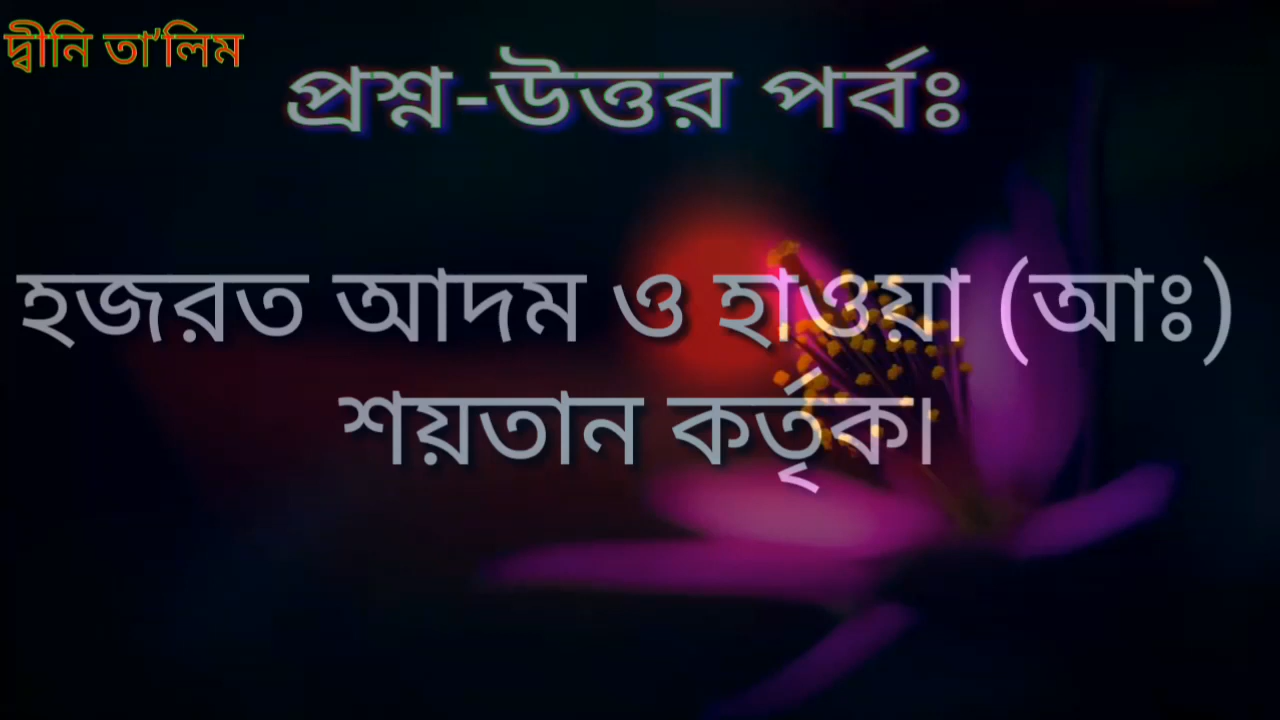 দ্বীনি তা'লিম
প্রশ্ন-উত্তর পর্বঃ
হজরত আদম ও হাওয়া (আঃ)
শয়তান কর্তৃক।